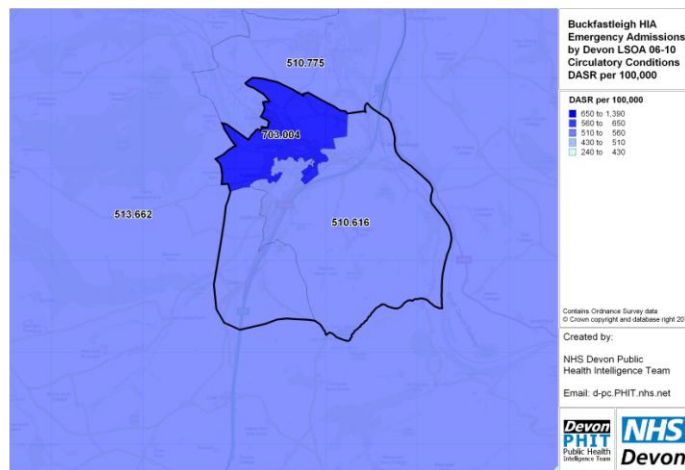 Buckfastleigh HIA
Emergency Admissions
by Devon LSOA 06-10
Circulatory Conditions
DASR per 100,000
DASR per 100,000
650 to 1,390
560 to 650
510 to 560
430 to 510
240 to 430
510.775
703.004
513.662
510.616
Contains Ordnance Survey data
© Crown copyright and database right 20
Created by:
NHS Devon Public
Health Intelligence Team
Email: d-pc.PHIT.nhs.net
Devon
PHIT
Public Health
Intelligence Team
NHS
Devon